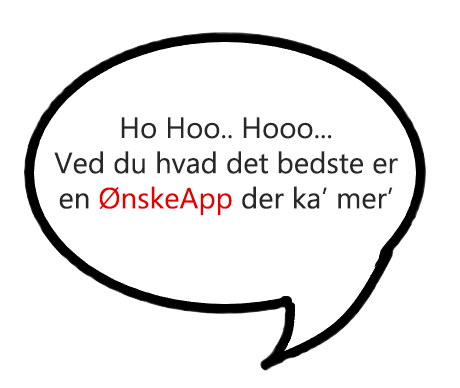 Ho Hoo.. Hooo...
Ved du hvad det bedste er
en ØnskeApp der ka’ mer’